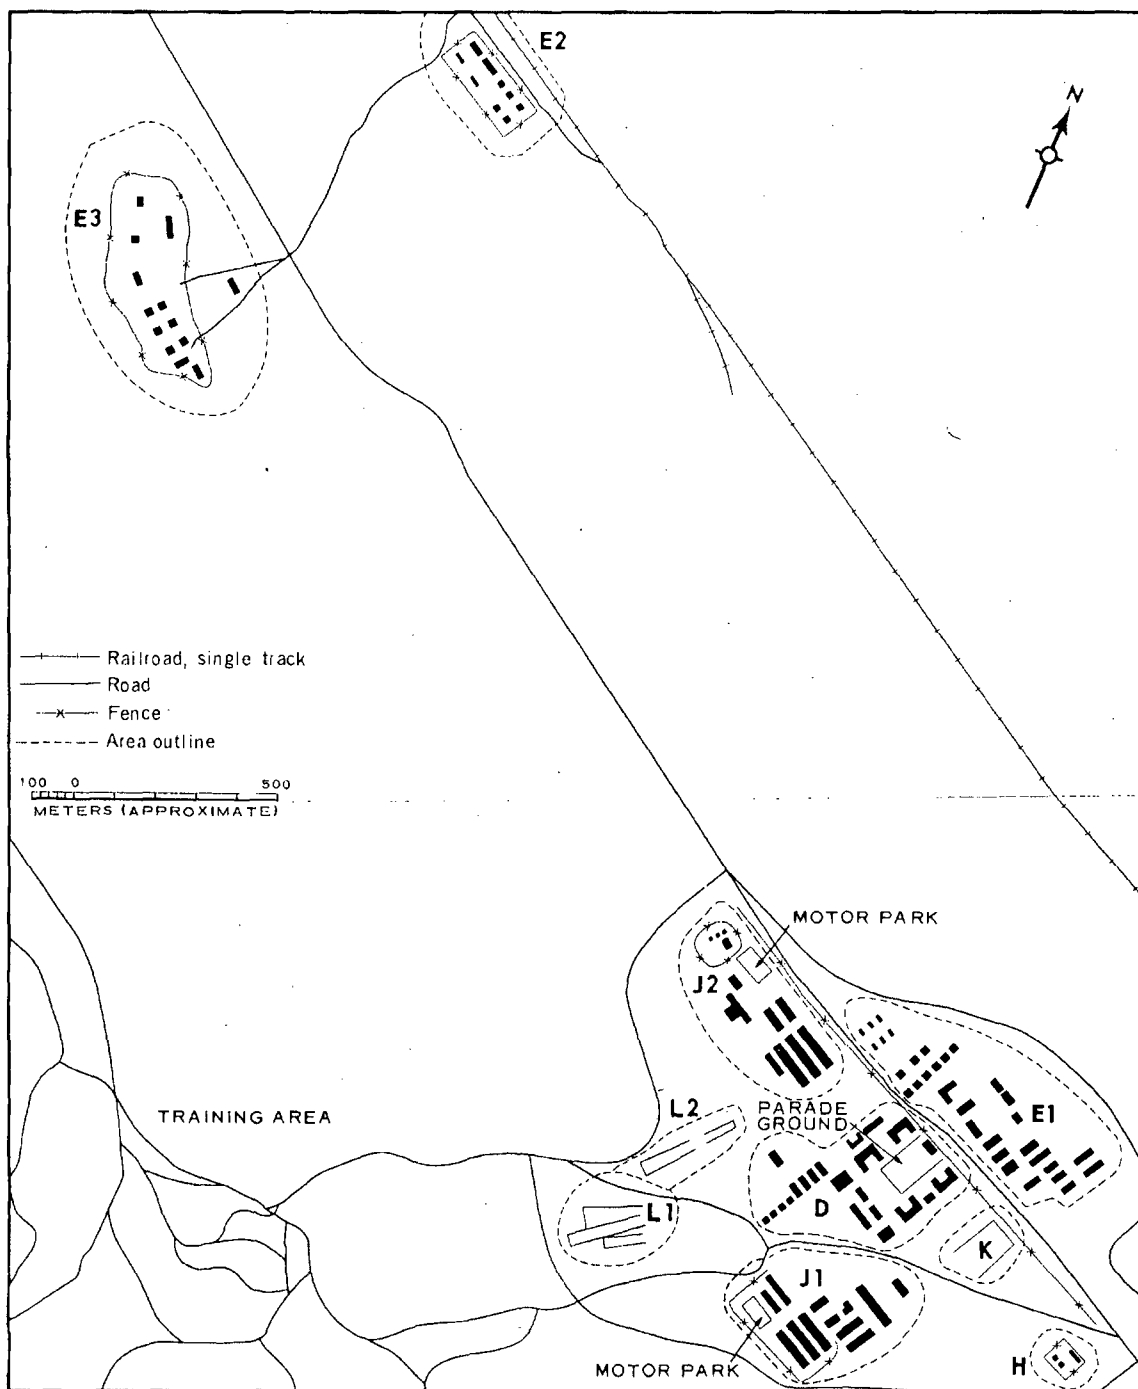 E2
N
E3
Railroad, single track
Road
Fence
Area outline
100 0 500
METERS (APPROXIMATE)
MOTOR PARK
J2
TRAINING AREA
L2
PARADE
GROUND
E1
D
L1
K
J1
MOTOR PARK
H